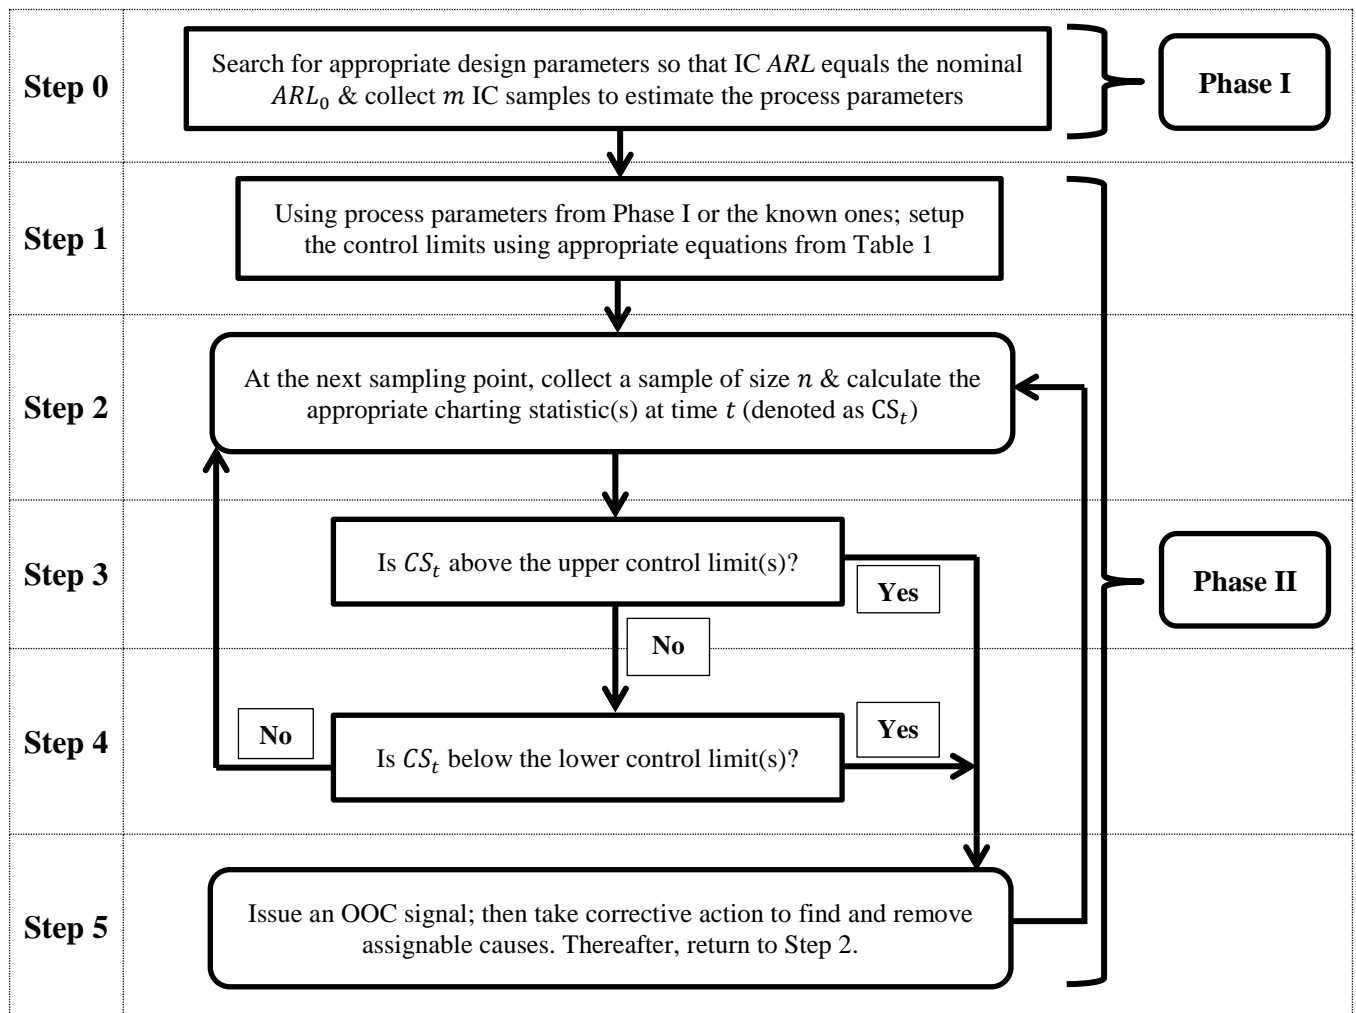 Step 0
Search for appropriate design parameters so that IC ARL equals the nominal
ARL₀ & collect m IC samples to estimate the process parameters
Phase I
Step 1
Using process parameters from Phase I or the known ones; setup
the control limits using appropriate equations from Table 1
Step 2
At the next sampling point, collect a sample of size n & calculate the
appropriate charting statistic(s) at time t (denoted as CSₜ)
Step 3
Is CSₜ above the upper control limit(s)?
Yes
Phase II
No
Step 4
No
Is CSₜ below the lower control limit(s)?
Yes
Step 5
Issue an OOC signal; then take corrective action to find and remove
assignable causes. Thereafter, return to Step 2.